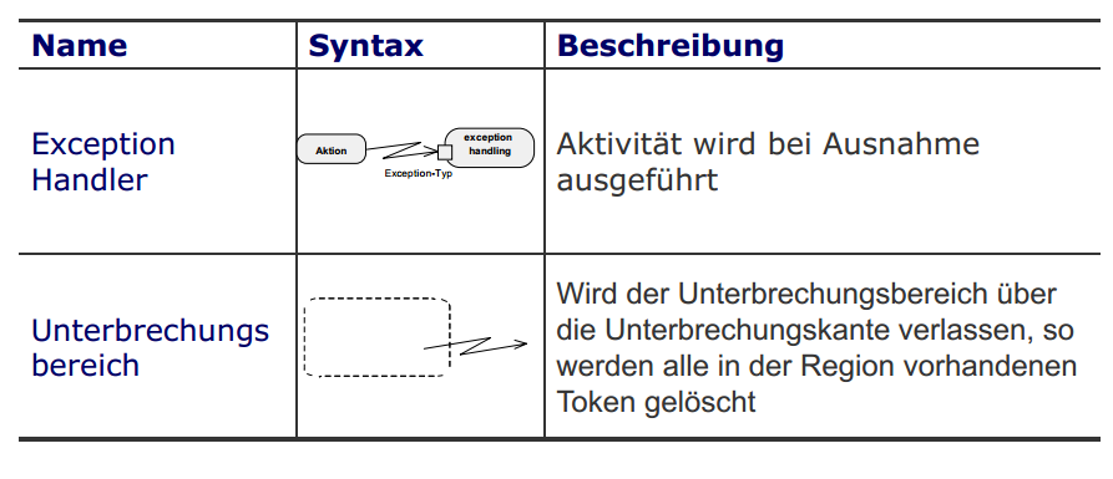 Name
Syntax
Beschreibung
Exception
Handler
Aktion
exception
handling
Exception-Typ
Aktivität wird bei Ausnahme
ausgeführt
Unterbrechungs
bereich
Wird der Unterbrechungsbereich über
die Unterbrechungskante verlassen, so
werden alle in der Region vorhandenen
Token gelöscht